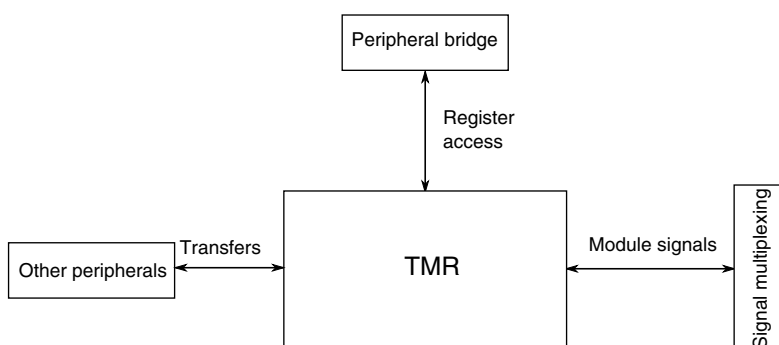 Peripheral bridge
Register
access
Transfers
Other peripherals
TMR
Module signals
Signal multiplexing